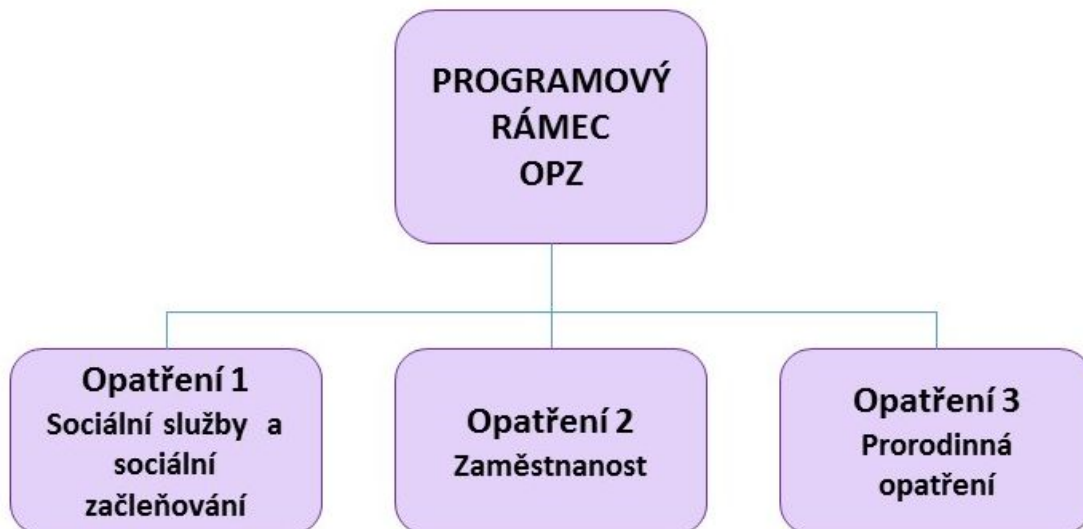 PROGRAMOVÝ
RÁMEC
OPZ
Opatření 1
Sociální služby a
sociální
začleňování
Opatření 2
Zaměstnanost
Opatření 3
Prorodinná
opatření